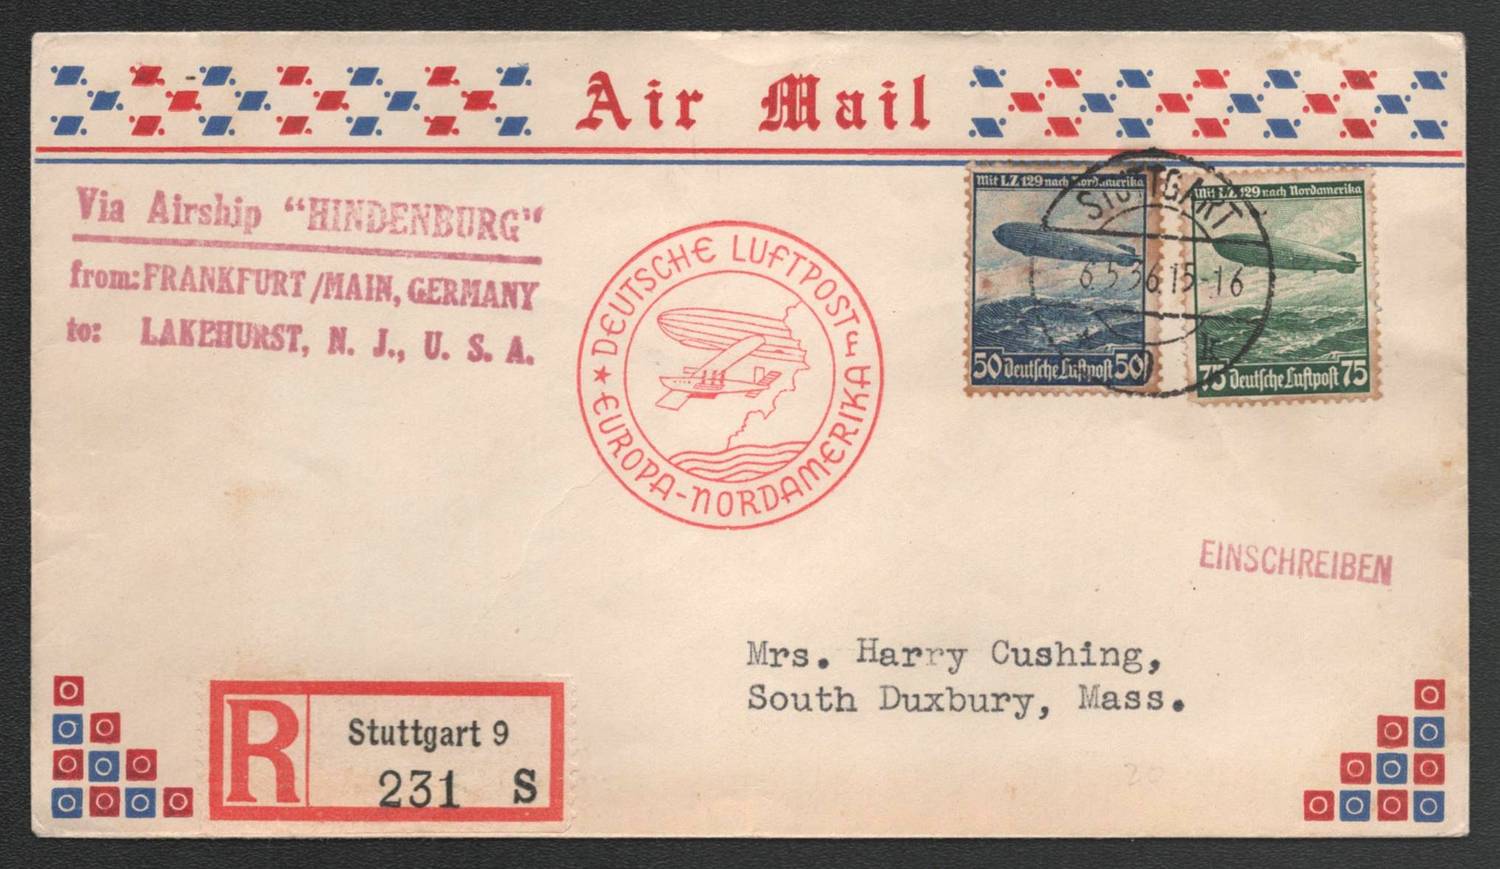 Air Mail
Via Airship "HINDENBURG"
from: FRANKFURT/MAIN, GERMANY
to: LAKEHURST, N. J., U. S. A.
DEUTSCHE LUFTPOST
★ EUROPA-NORDAMERIKA
F
Mit LZ 129 nach Nordamerika
50 Deutsche Luftpost 50
Mit LZ 129 nach Nordamerika
75 Deutsche Luftpost 75
STUTTGART
6.5.36.15-16
EINSCHREIBEN
Mrs. Harry Cushing,
South Duxbury, Mass.
R
Stuttgart 9
231 S